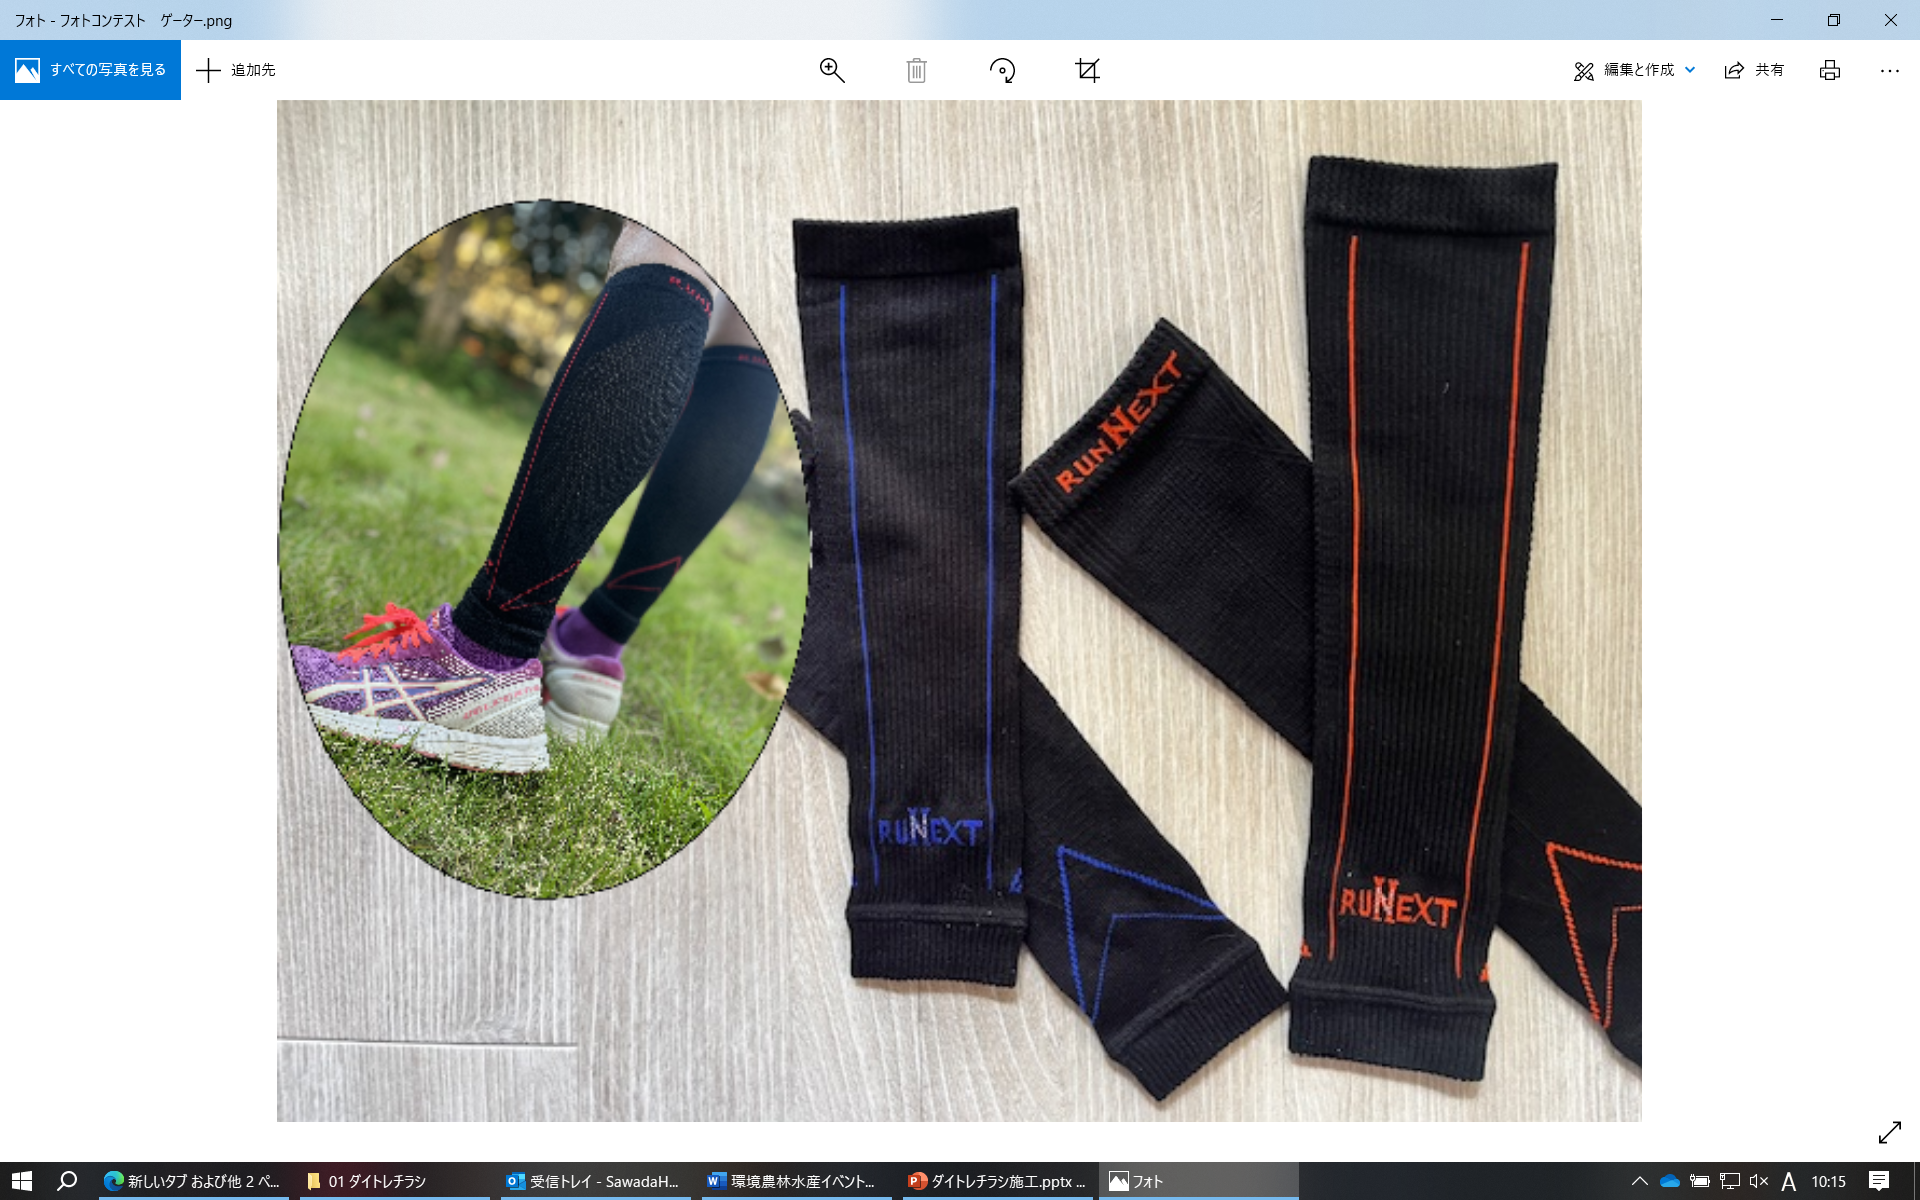 フォト - フォトコンテスト　ゲーター.png
すべての写真を見る
追加先
編集と作成
共有
RUNNEXT
RUNEXT
RUNEXT
新しいタブ および他 2 ペ...
01 ダイトレチラシ
受信トレイ - SawadaH...
環境農林水産イベント...
ダイトレチラシ施工.pptx ...
フォト
A
10:15